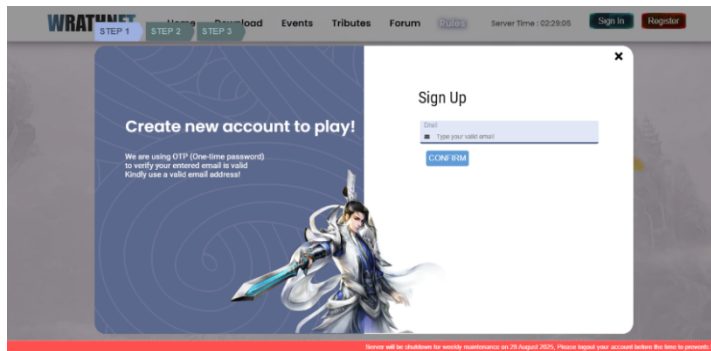 WRATHNET Home Download Events Tributes Forum Rules Server Time : 02:29:05 Sign In Register
STEP 1 STEP 2 STEP 3
Sign Up
Email
Type your valid email
CONFIRM
Create new account to play!
We are using OTP (One-time password)
to verify your entered email is valid
Kindly use a valid email address!
Server will be shutdown for weekly maintenance on 29 August 2025, Please logout your account before the time to prevents